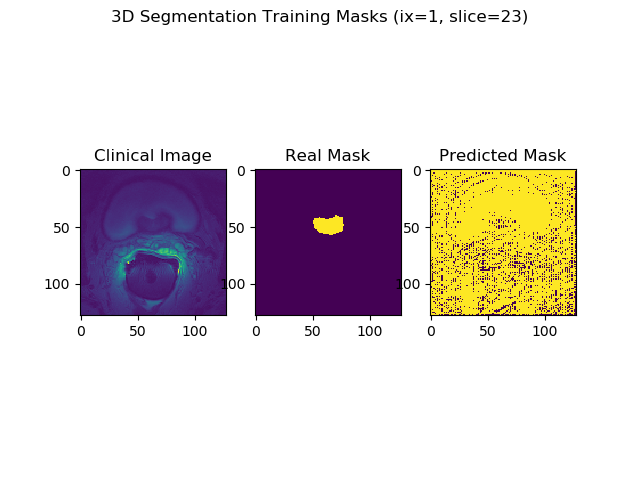 3D Segmentation Training Masks (ix=1, slice=23)
Clinical Image Real Mask Predicted Mask
0 0 0
50 50 50
100 100 100
0 50 100 0 50 100 0 50 100